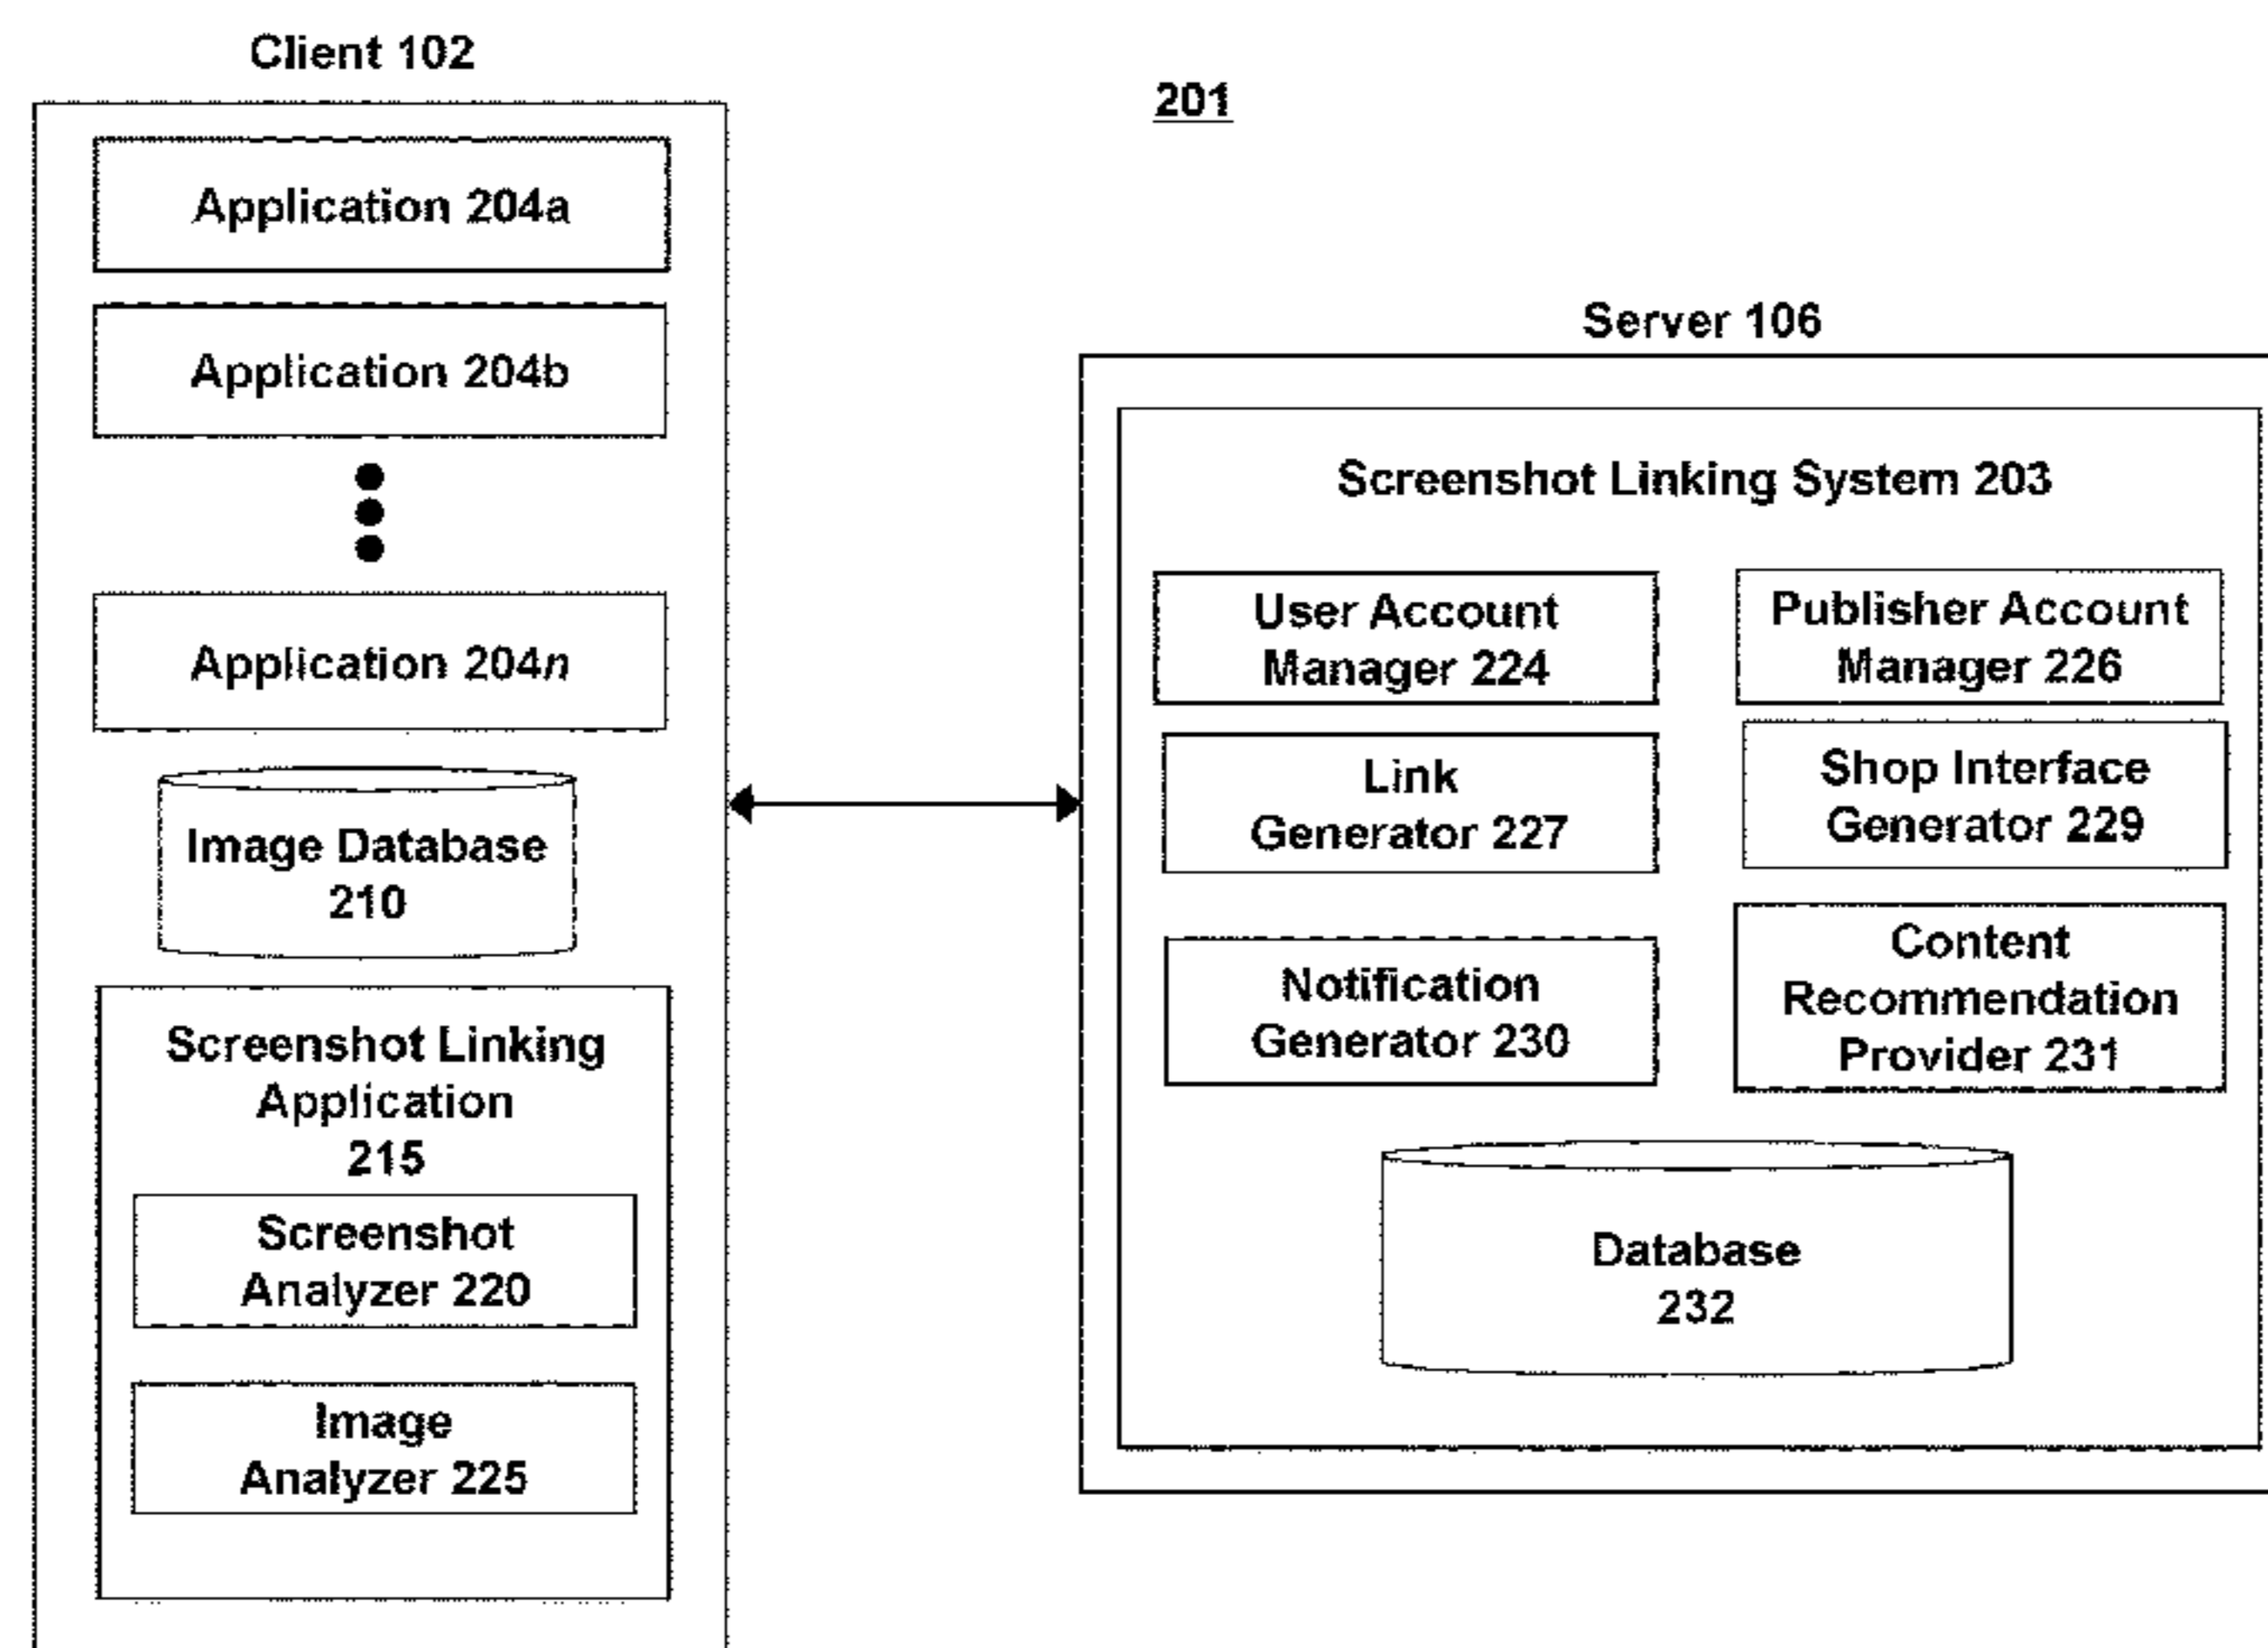 Client 102
201
Application 204a
Application 204b
Application 204n
Image Database
210
Screenshot Linking
Application
215
Screenshot
Analyzer 220
Image
Analyzer 225
Server 106
Screenshot Linking System 203
User Account
Manager 224
Publisher Account
Manager 226
Link
Generator 227
Shop Interface
Generator 229
Notification
Generator 230
Content
Recommendation
Provider 231
Database
232